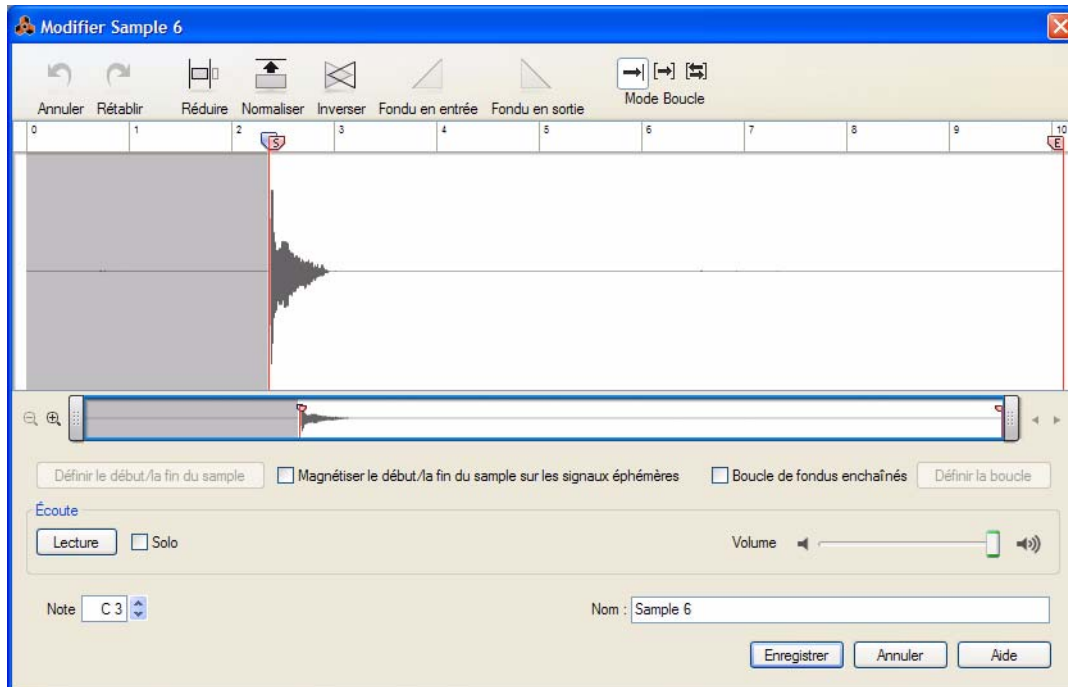 Modifier Sample 6
Annuler Rétablir Réduire Normaliser Inverser Fondu en entrée Fondu en sortie Mode Boucle
0 1 2 3 4 5 6 7 8 9 10
S E
Définir le début/la fin du sample Magnétiser le début/la fin du sample sur les signaux éphémères Boucle de fondus enchaînés Définir la boucle
Écoute
Lecture Solo Volume
Note C 3 Nom : Sample 6
Enregistrer Annuler Aide